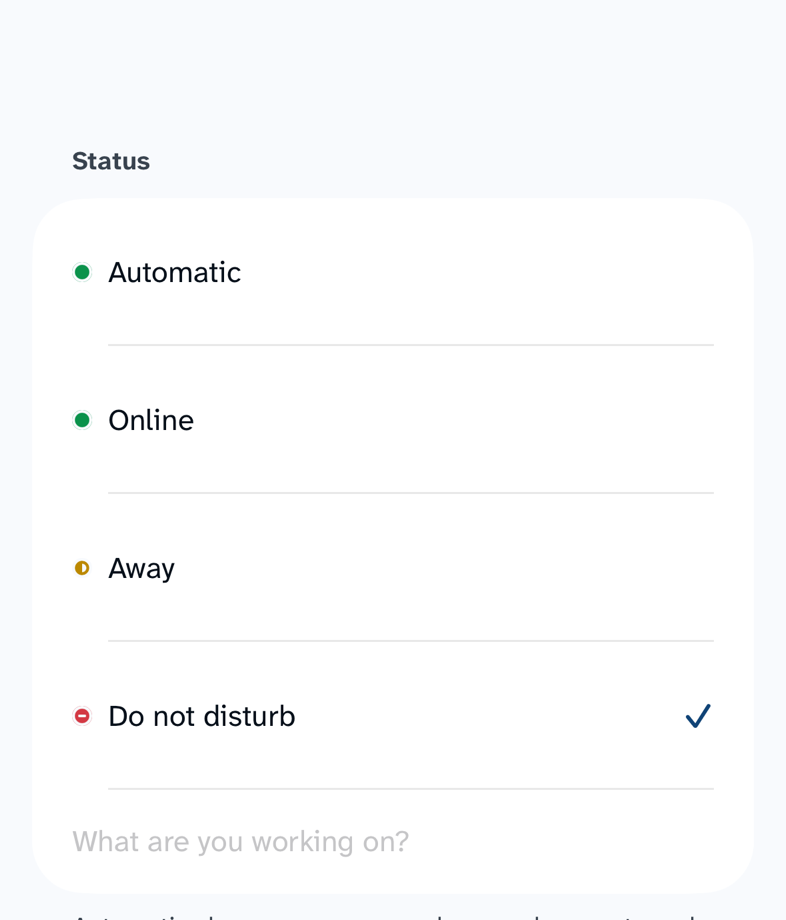 Status
Automatic
Online
Away
Do not disturb
What are you working on?